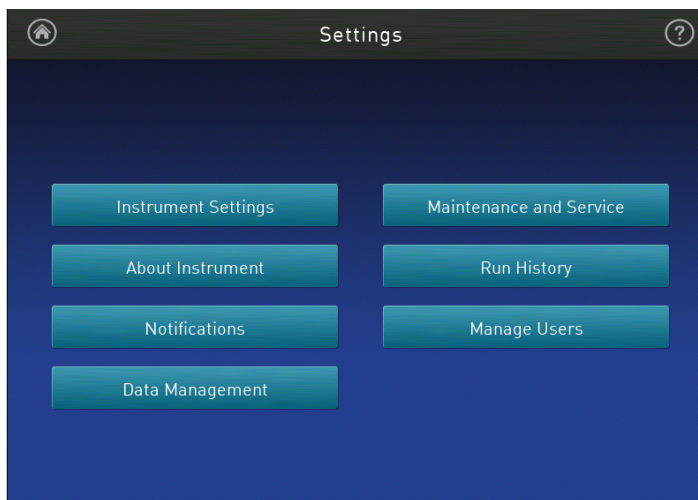 Settings
?
Instrument Settings
Maintenance and Service
About Instrument
Run History
Notifications
Manage Users
Data Management